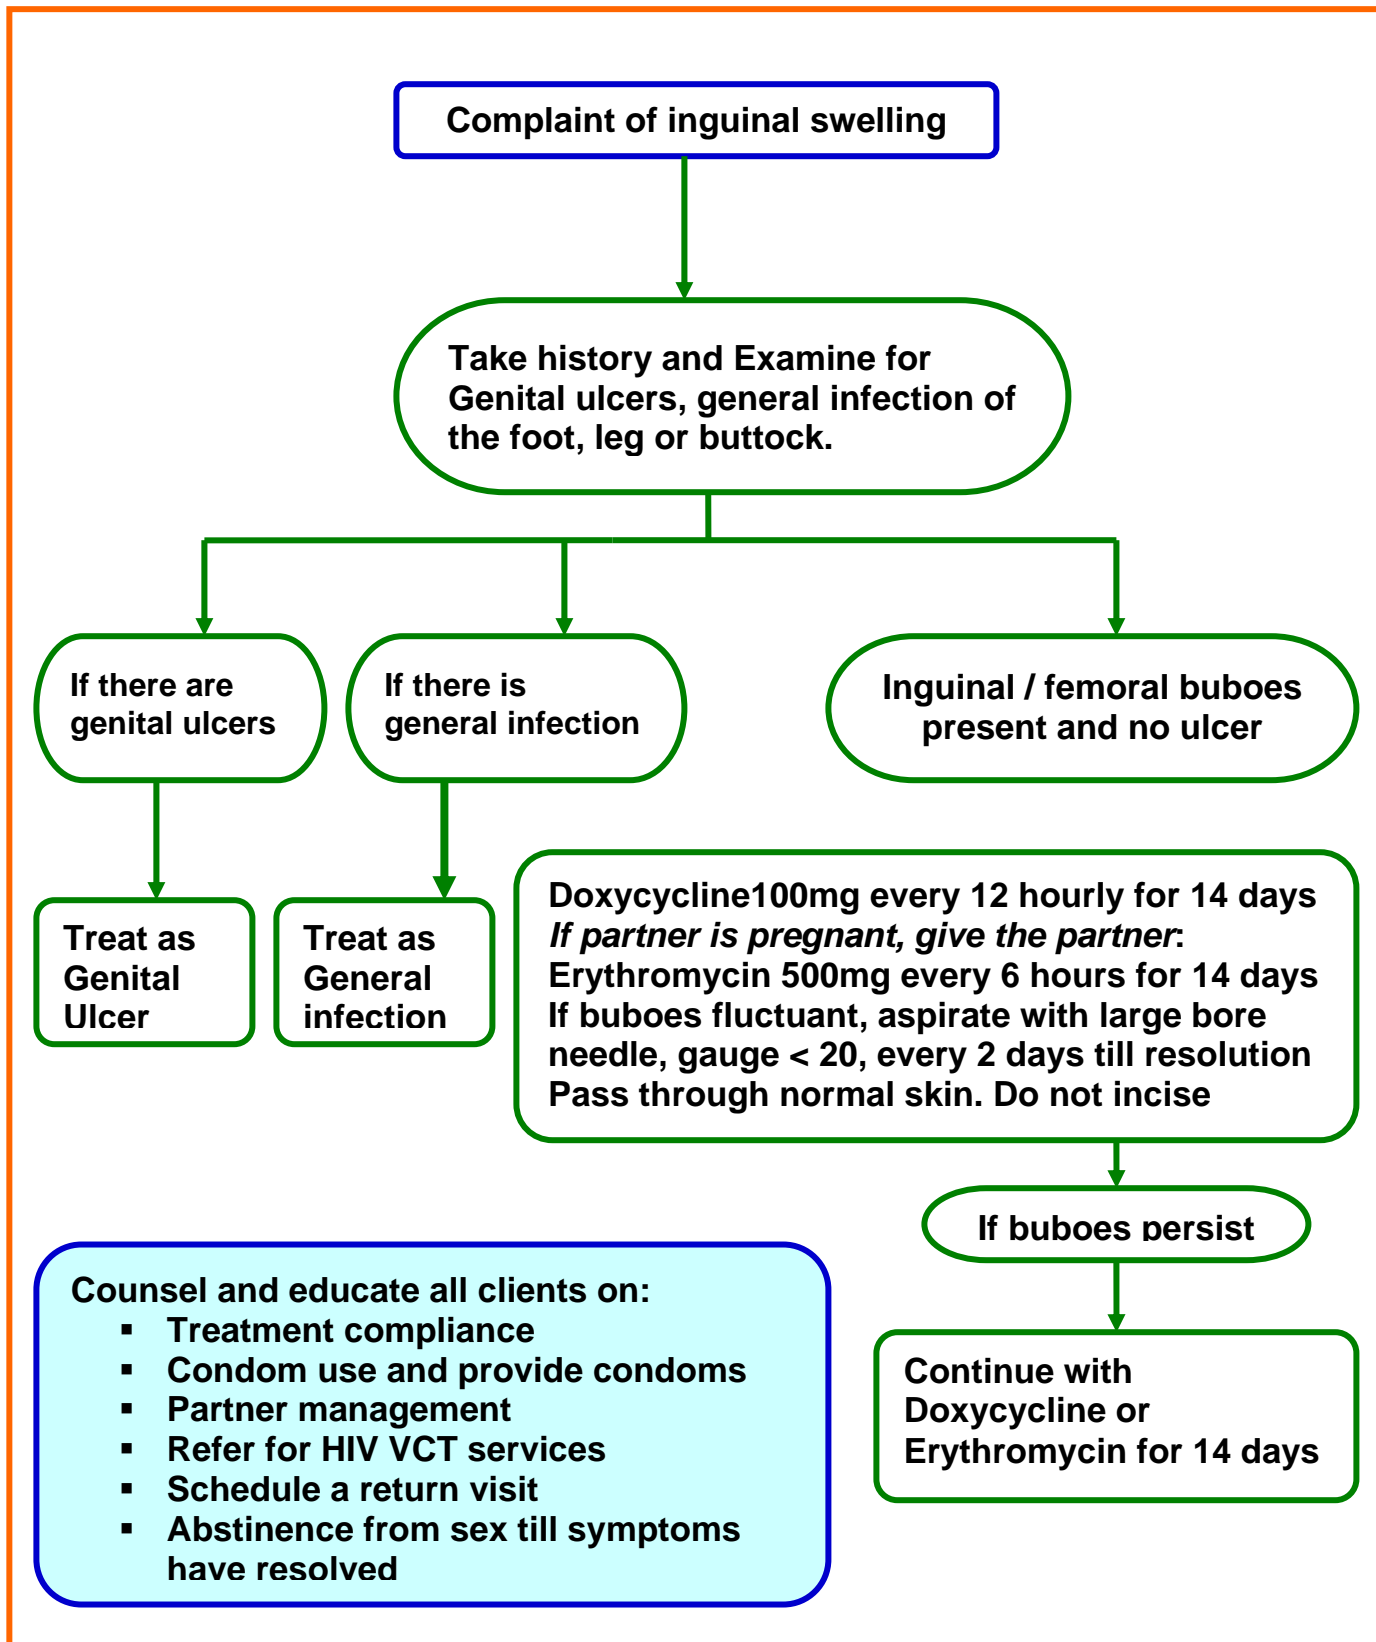 Complaint of inguinal swelling
Take history and Examine for
Genital ulcers, general infection of
the foot, leg or buttock.
If there are
genital ulcers
If there is
general infection
Inguinal / femoral buboes
present and no ulcer
Treat as
Genital
Ulcer
Treat as
General
infection
Doxycycline100mg every 12 hourly for 14 days
If partner is pregnant, give the partner:
Erythromycin 500mg every 6 hours for 14 days
If buboes fluctuant, aspirate with large bore
needle, gauge < 20, every 2 days till resolution
Pass through normal skin. Do not incise
If buboes persist
Continue with
Doxycycline or
Erythromycin for 14 days
Counsel and educate all clients on:
▪ Treatment compliance
▪ Condom use and provide condoms
▪ Partner management
▪ Refer for HIV VCT services
▪ Schedule a return visit
▪ Abstinence from sex till symptoms
have resolved